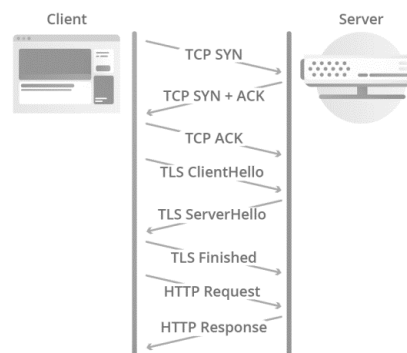 Client
Server
TCP SYN
TCP SYN + ACK
TCP ACK
TLS ClientHello
TLS ServerHello
TLS Finished
HTTP Request
HTTP Response